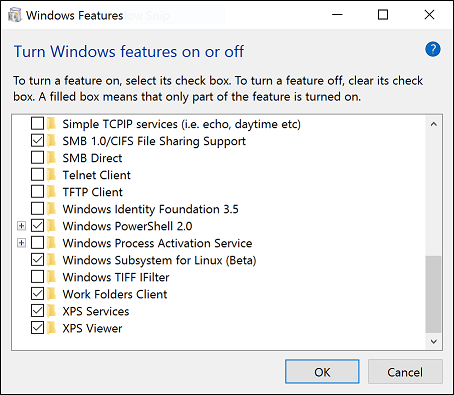 Windows Features
Turn Windows features on or off
To turn a feature on, select its check box. To turn a feature off, clear its check
box. A filled box means that only part of the feature is turned on.
Simple TCPIP services (i.e. echo, daytime etc)
SMB 1.0/CIFS File Sharing Support
SMB Direct
Telnet Client
TFTP Client
Windows Identity Foundation 3.5
Windows PowerShell 2.0
Windows Process Activation Service
Windows Subsystem for Linux (Beta)
Windows TIFF IFilter
Work Folders Client
XPS Services
XPS Viewer
OK Cancel